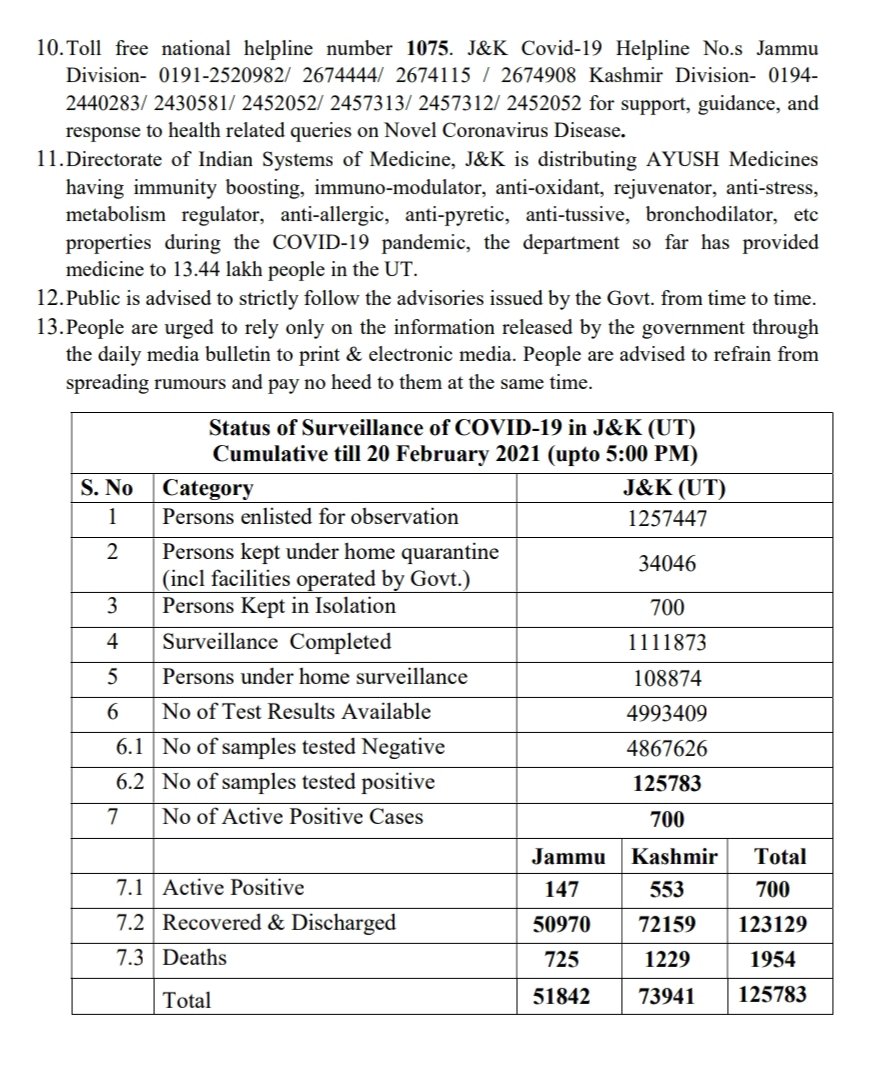 10. Toll free national helpline number 1075. J&K Covid-19 Helpline No.s Jammu
Division- 0191-2520982/ 2674444/ 2674115 / 2674908 Kashmir Division- 0194-
2440283/ 2430581/ 2452052/ 2457313/ 2457312/ 2452052 for support, guidance, and
response to health related queries on Novel Coronavirus Disease.
11. Directorate of Indian Systems of Medicine, J&K is distributing AYUSH Medicines
having immunity boosting, immuno-modulator, anti-oxidant, rejuvenator, anti-stress,
metabolism regulator, anti-allergic, anti-pyretic, anti-tussive, bronchodilator, etc
properties during the COVID-19 pandemic, the department so far has provided
medicine to 13.44 lakh people in the UT.
12. Public is advised to strictly follow the advisories issued by the Govt. from time to time.
13. People are urged to rely only on the information released by the government through
the daily media bulletin to print & electronic media. People are advised to refrain from
spreading rumours and pay no heed to them at the same time.
Status of Surveillance of COVID-19 in J&K (UT)
Cumulative till 20 February 2021 (upto 5:00 PM)
S. No Category J&K (UT)
1 Persons enlisted for observation 1257447
2 Persons kept under home quarantine
(incl facilities operated by Govt.) 34046
3 Persons Kept in Isolation 700
4 Surveillance Completed 1111873
5 Persons under home surveillance 108874
6 No of Test Results Available 4993409
6.1 No of samples tested Negative 4867626
6.2 No of samples tested positive 125783
7 No of Active Positive Cases 700
Jammu Kashmir Total
7.1 Active Positive 147 553 700
7.2 Recovered & Discharged 50970 72159 123129
7.3 Deaths 725 1229 1954
Total 51842 73941 125783